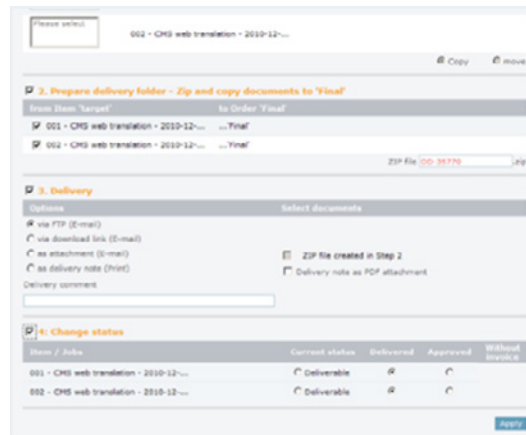 Please select
002 - CMS web translation - 2010-12-...
Copy move
2. Prepare delivery folder - Zip and copy documents to 'Final'
from Item 'target' to Order 'Final'
001 - CMS web translation - 2010-12-... ...'Final'
002 - CMS web translation - 2010-12-... ...'Final'
ZIP file .zip
3. Delivery
Options Select documents
via FTP (E-mail)
via download link (E-mail)
as attachment (E-mail) ZIP file created in Step 2
as delivery note (Print) Delivery note as PDF attachment
Delivery comment
4: Change status
Item / Jobs Current status Delivered Approved Without invoice
001 - CMS web translation - 2010-12-... Deliverable
002 - CMS web translation - 2010-12-... Deliverable
Apply